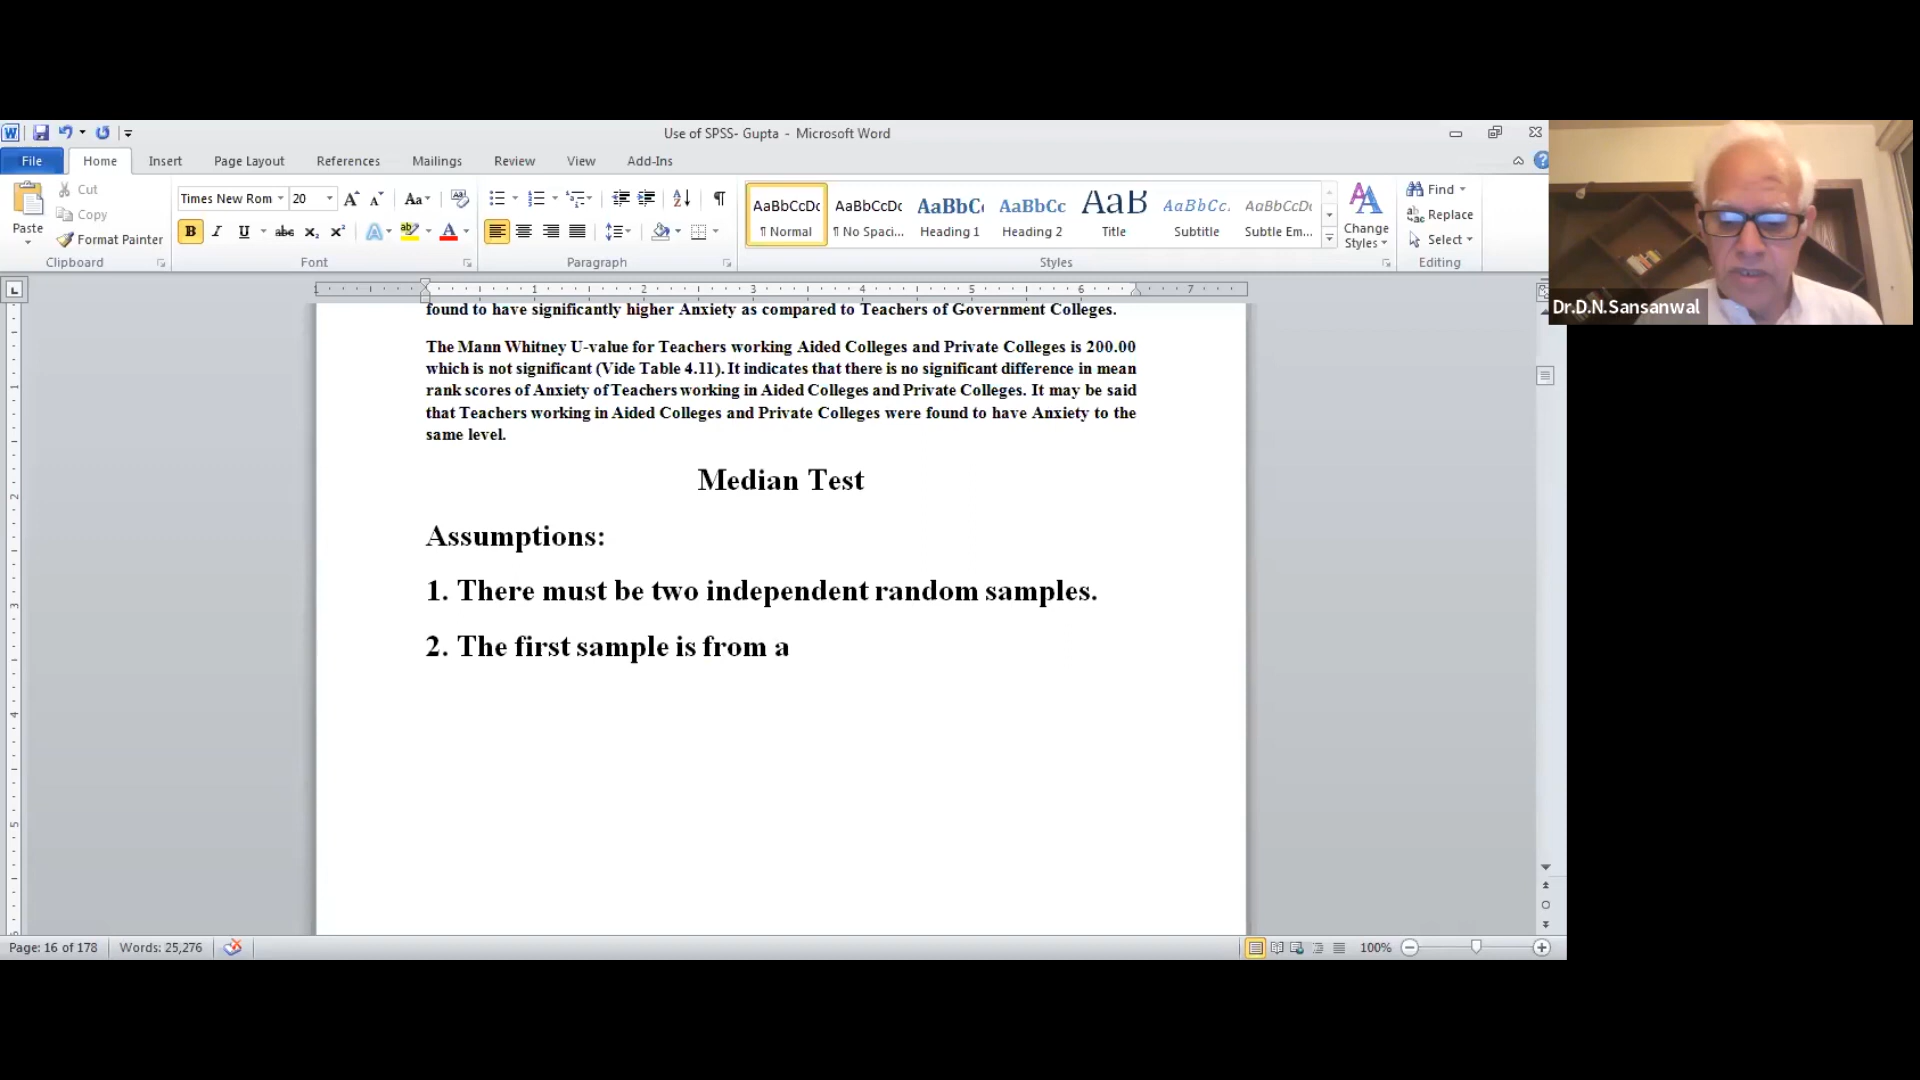 Use of SPSS- Gupta - Microsoft Word
File Home Insert Page Layout References Mailings Review View Add-Ins
Paste
Cut
Copy
Format Painter
Clipboard
Times New Rom 20
Font
Paragraph
AaBbCcDc AaBbCcDc AaBbC AaBbCc AaB AaBbCc. AaBbCcDc
¶ Normal ¶ No Spaci... Heading 1 Heading 2 Title Subtitle Subtle Em...
Styles
Change
Styles
Find
Replace
Select
Editing
found to have significantly higher Anxiety as compared to Teachers of Government Colleges.
The Mann Whitney U-value for Teachers working Aided Colleges and Private Colleges is 200.00
which is not significant (Vide Table 4.11). It indicates that there is no significant difference in mean
rank scores of Anxiety of Teachers working in Aided Colleges and Private Colleges. It may be said
that Teachers working in Aided Colleges and Private Colleges were found to have Anxiety to the
same level.
Median Test
Assumptions:
1. There must be two independent random samples.
2. The first sample is from a
Page: 16 of 178 Words: 25,276 100%
Dr.D.N.Sansanwal